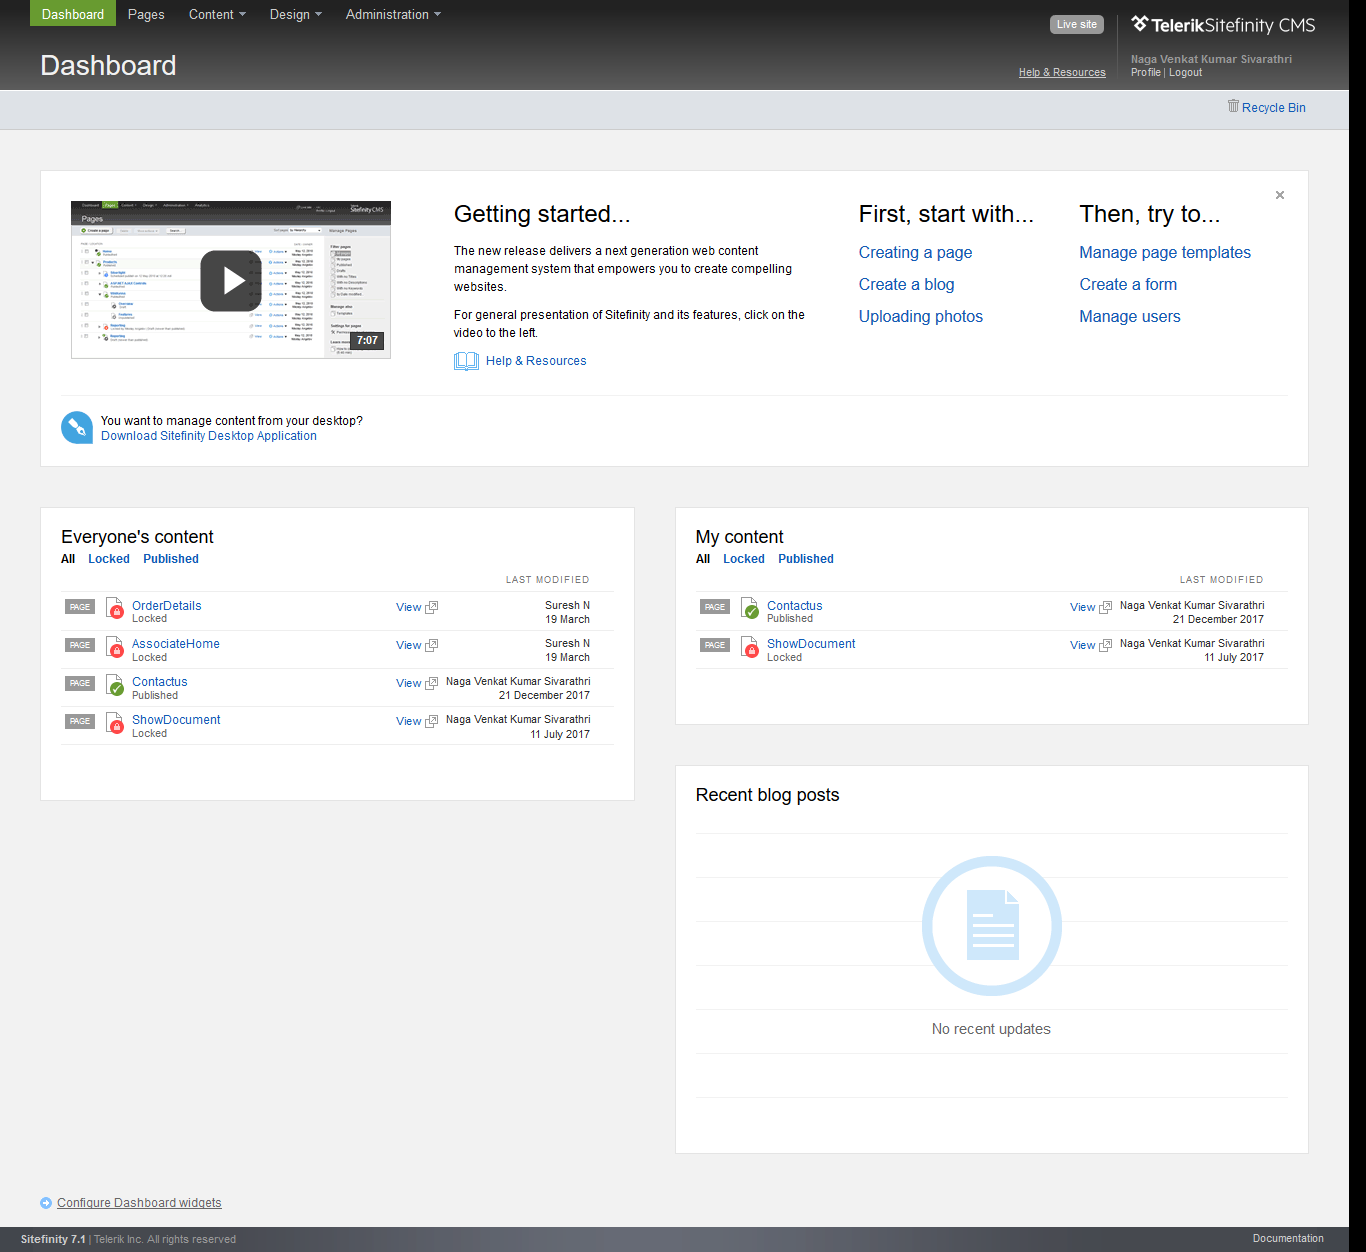 Dashboard Pages Content Design Administration
Live site
Telerik Sitefinity CMS
Dashboard
Naga Venkat Kumar Sivarathri
Help & Resources
Profile | Logout
Recycle Bin
Pages
7:07
Getting started...
The new release delivers a next generation web content
management system that empowers you to create compelling
websites.
For general presentation of Sitefinity and its features, click on the
video to the left.
Help & Resources
First, start with...
Creating a page
Create a blog
Uploading photos
Then, try to...
Manage page templates
Create a form
Manage users
You want to manage content from your desktop?
Download Sitefinity Desktop Application
Everyone's content
All Locked Published
LAST MODIFIED
PAGE OrderDetails View Suresh N
Locked 19 March
PAGE AssociateHome View Suresh N
Locked 19 March
PAGE Contactus View Naga Venkat Kumar Sivarathri
Published 21 December 2017
PAGE ShowDocument View Naga Venkat Kumar Sivarathri
Locked 11 July 2017
My content
All Locked Published
LAST MODIFIED
PAGE Contactus View Naga Venkat Kumar Sivarathri
Published 21 December 2017
PAGE ShowDocument View Naga Venkat Kumar Sivarathri
Locked 11 July 2017
Recent blog posts
No recent updates
Configure Dashboard widgets
Sitefinity 7.1 | Telerik Inc. All rights reserved
Documentation